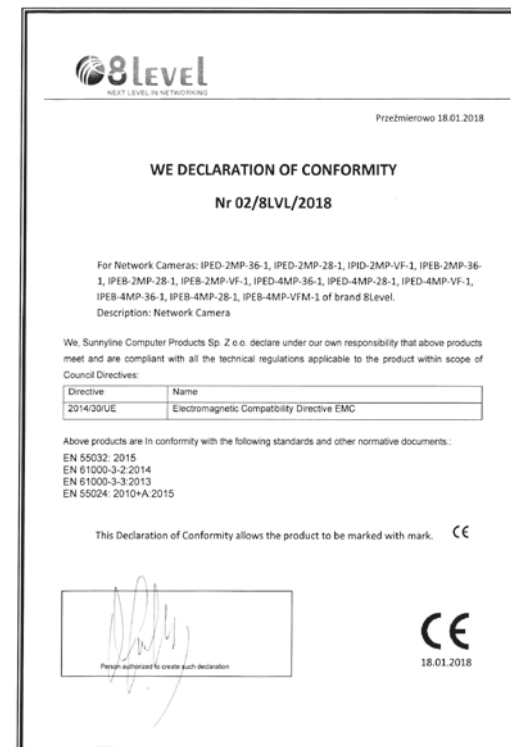 8level
NEXT LEVEL IN NETWORKING
Przeźmierowo 18.01.2018
WE DECLARATION OF CONFORMITY
Nr 02/8LVL/2018
For Network Cameras: IPED-2MP-36-1, IPED-2MP-28-1, IPID-2MP-VF-1, IPEB-2MP-36-
1, IPEB-2MP-28-1, IPEB-2MP-VF-1, IPED-4MP-36-1, IPED-4MP-28-1, IPED-4MP-VF-1,
IPEB-4MP-36-1, IPEB-4MP-28-1, IPEB-4MP-VFM-1 of brand 8Level.
Description: Network Camera
We, Sunnyline Computer Products Sp. Z o.o. declare under our own responsibility that above products
meet and are compliant with all the technical regulations applicable to the product within scope of
Council Directives:
Directive Name
2014/30/UE Electromagnetic Compatibility Directive EMC
Above products are In conformity with the following standards and other normative documents.:
EN 55032: 2015
EN 61000-3-2:2014
EN 61000-3-3:2013
EN 55024: 2010+A:2015
This Declaration of Conformity allows the product to be marked with mark. CE
Person authorized to create such declaration
CE
18.01.2018